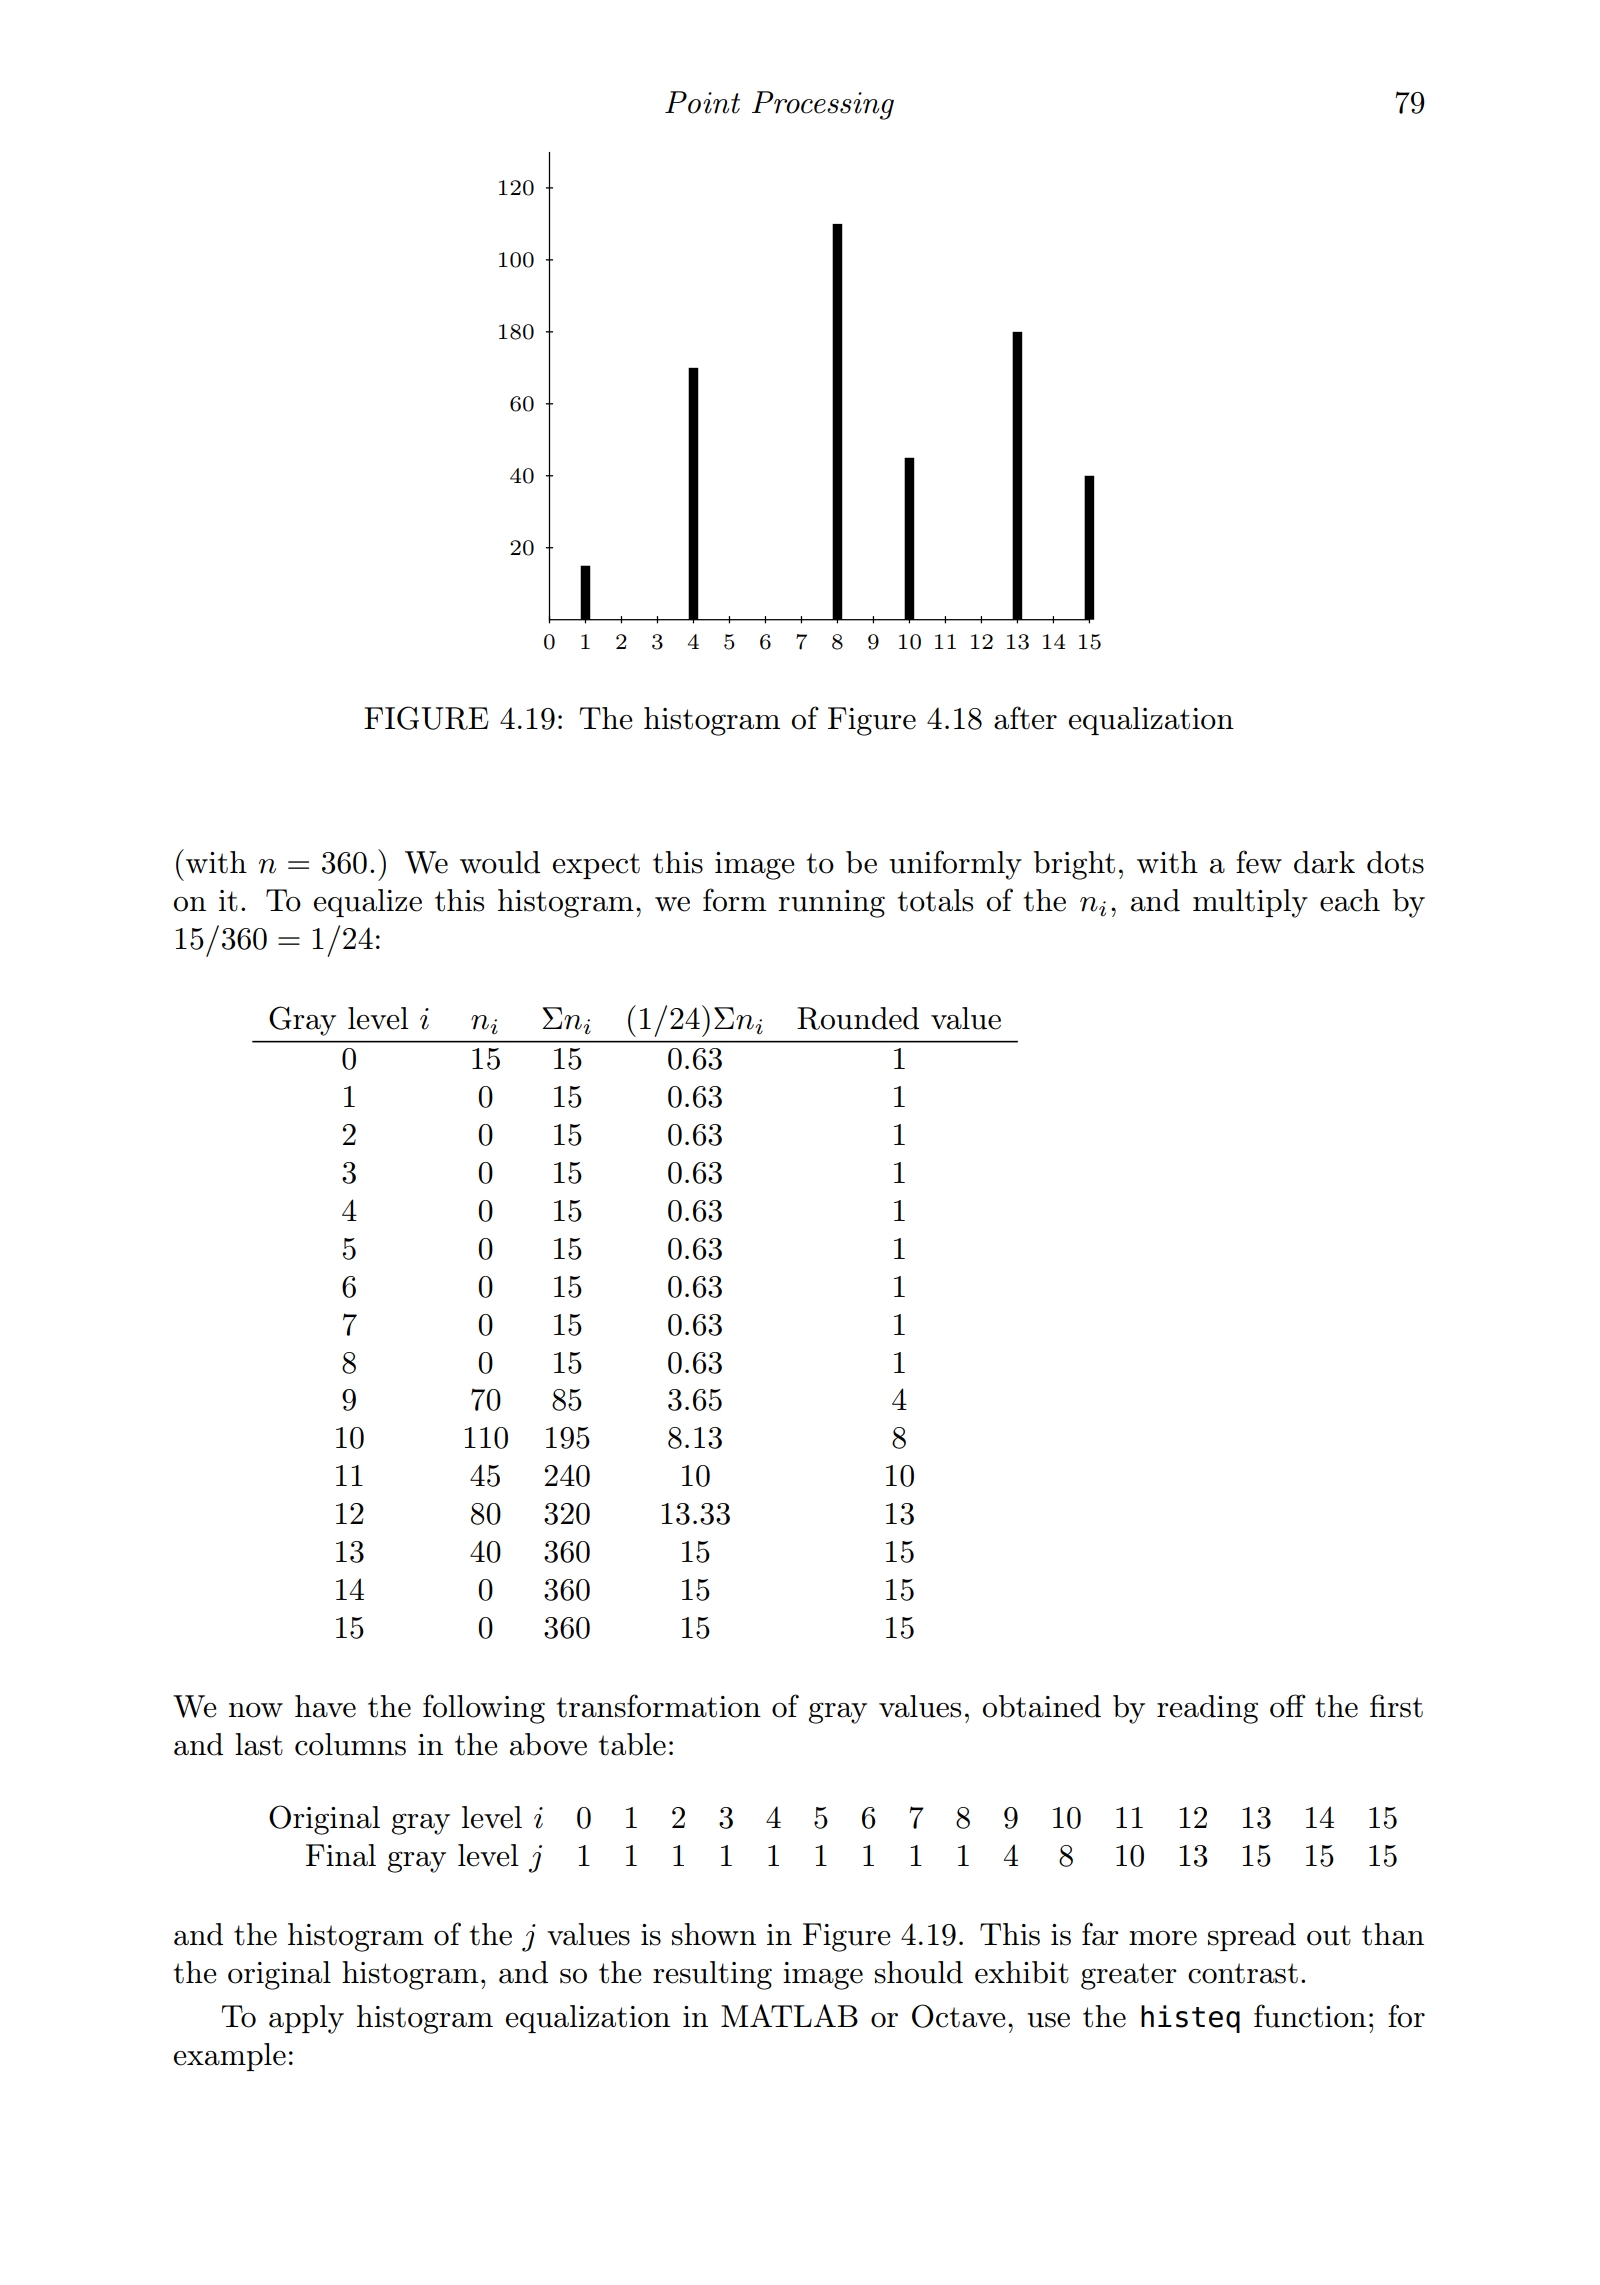 Point Processing 79
120
100
180
60
40
20
0 1 2 3 4 5 6 7 8 9 10 11 12 13 14 15
FIGURE 4.19: The histogram of Figure 4.18 after equalization
(with n = 360.) We would expect this image to be uniformly bright, with a few dark dots
on it. To equalize this histogram, we form running totals of the nᵢ, and multiply each by
15/360 = 1/24:
Gray level i nᵢ Σnᵢ (1/24)Σnᵢ Rounded value
0 15 15 0.63 1
1 0 15 0.63 1
2 0 15 0.63 1
3 0 15 0.63 1
4 0 15 0.63 1
5 0 15 0.63 1
6 0 15 0.63 1
7 0 15 0.63 1
8 0 15 0.63 1
9 70 85 3.65 4
10 110 195 8.13 8
11 45 240 10 10
12 80 320 13.33 13
13 40 360 15 15
14 0 360 15 15
15 0 360 15 15
We now have the following transformation of gray values, obtained by reading off the first
and last columns in the above table:
Original gray level i 0 1 2 3 4 5 6 7 8 9 10 11 12 13 14 15
Final gray level j 1 1 1 1 1 1 1 1 1 4 8 10 13 15 15 15
and the histogram of the j values is shown in Figure 4.19. This is far more spread out than
the original histogram, and so the resulting image should exhibit greater contrast.
To apply histogram equalization in MATLAB or Octave, use the histeq function; for
example: